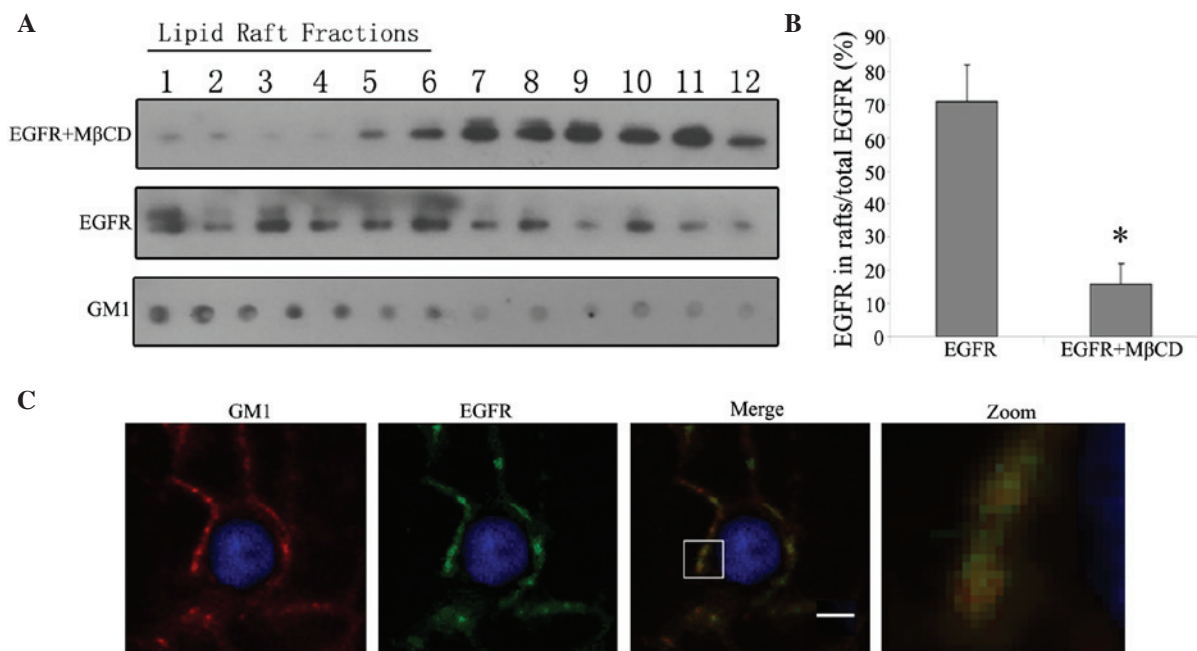 A
Lipid Raft Fractions
1 2 3 4 5 6 7 8 9 10 11 12
EGFR+MβCD
EGFR
GM1
B
EGFR in rafts/total EGFR (%)
90
80
70
60
50
40
30
20
10
0
*
EGFR EGFR+MβCD
C
GM1 EGFR Merge Zoom